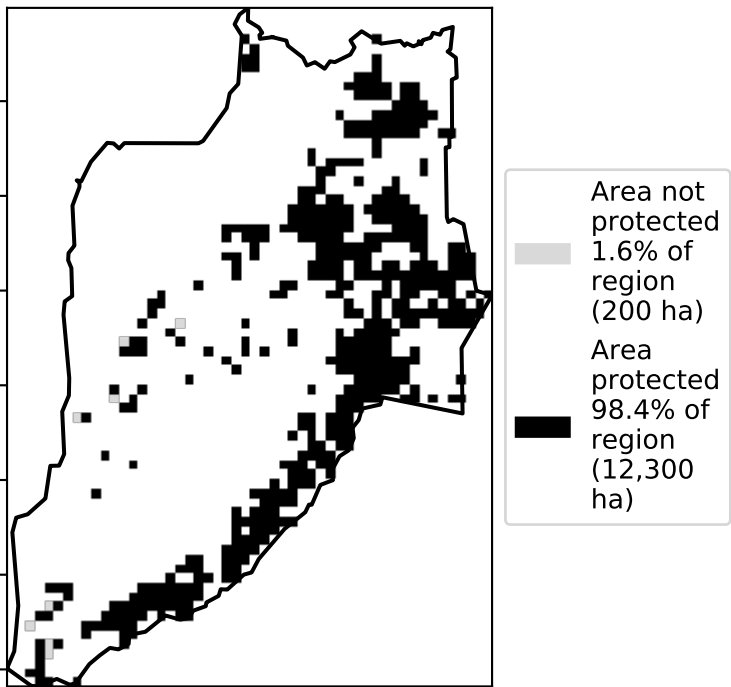 Area not
protected
1.6% of
region
(200 ha)
Area
protected
98.4% of
region
(12,300
ha)